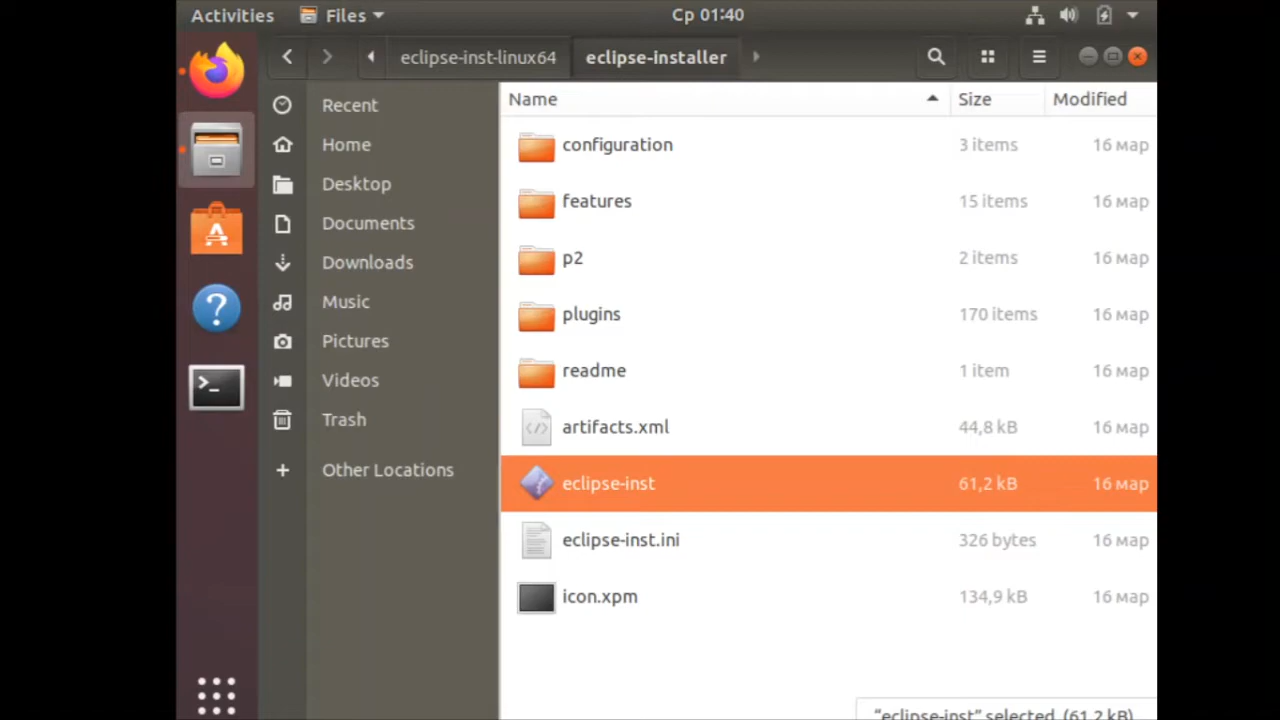 Activities Files Ср 01:40
eclipse-inst-linux64 eclipse-installer
Recent
Home
Desktop
Documents
Downloads
Music
Pictures
Videos
Trash
Other Locations
Name Size Modified
configuration 3 items 16 мар
features 15 items 16 мар
p2 2 items 16 мар
plugins 170 items 16 мар
readme 1 item 16 мар
artifacts.xml 44,8 kB 16 мар
eclipse-inst 61,2 kB 16 мар
eclipse-inst.ini 326 bytes 16 мар
icon.xpm 134,9 kB 16 мар
“eclipse-inst” selected (61,2 kB)